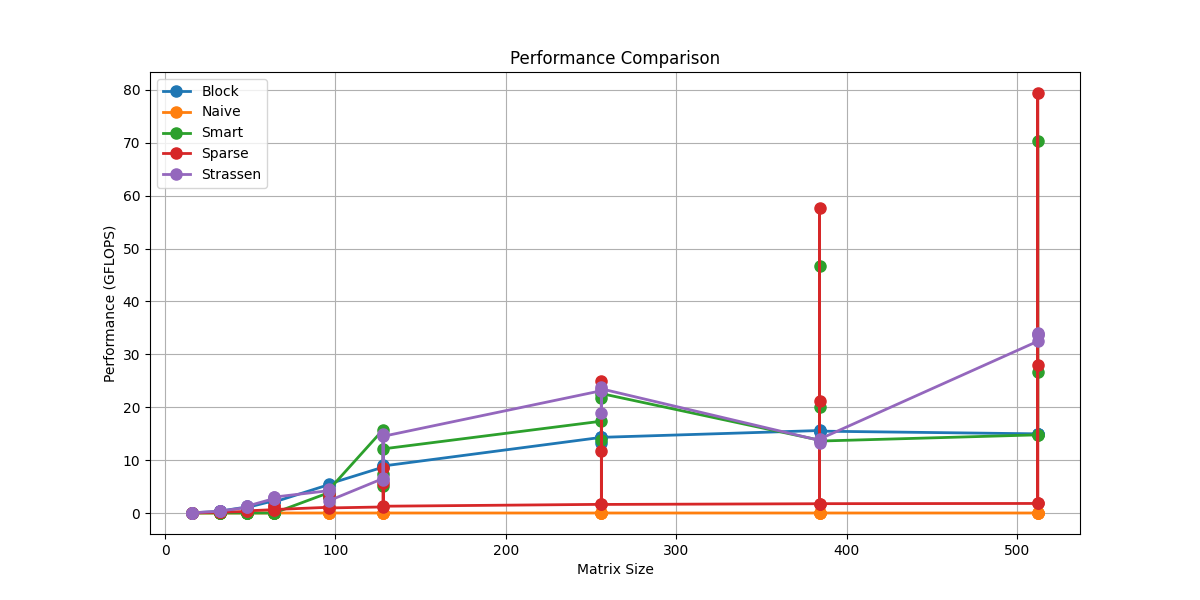 Performance Comparison
Block
Naive
Smart
Sparse
Strassen
Performance (GFLOPS)
80
70
60
50
40
30
20
10
0
0 100 200 300 400 500
Matrix Size